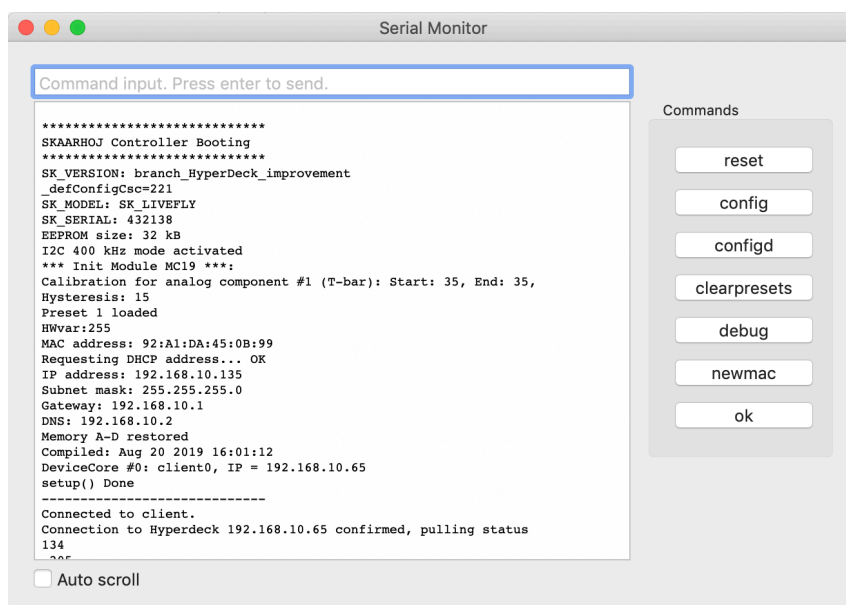 Serial Monitor
Command input. Press enter to send.
*****************************
SKAARHOJ Controller Booting
*****************************
SK_VERSION: branch_HyperDeck_improvement
_defConfigCsc=221
SK_MODEL: SK_LIVEFLY
SK_SERIAL: 432138
EEPROM size: 32 kB
I2C 400 kHz mode activated
*** Init Module MC19 ***:
Calibration for analog component #1 (T-bar): Start: 35, End: 35,
Hysteresis: 15
Preset 1 loaded
HWvar:255
MAC address: 92:A1:DA:45:0B:99
Requesting DHCP address... OK
IP address: 192.168.10.135
Subnet mask: 255.255.255.0
Gateway: 192.168.10.1
DNS: 192.168.10.2
Memory A-D restored
Compiled: Aug 20 2019 16:01:12
DeviceCore #0: client0, IP = 192.168.10.65
setup() Done
-----------------------------
Connected to client.
Connection to Hyperdeck 192.168.10.65 confirmed, pulling status
134
Auto scroll
Commands
reset
config
configd
clearpresets
debug
newmac
ok